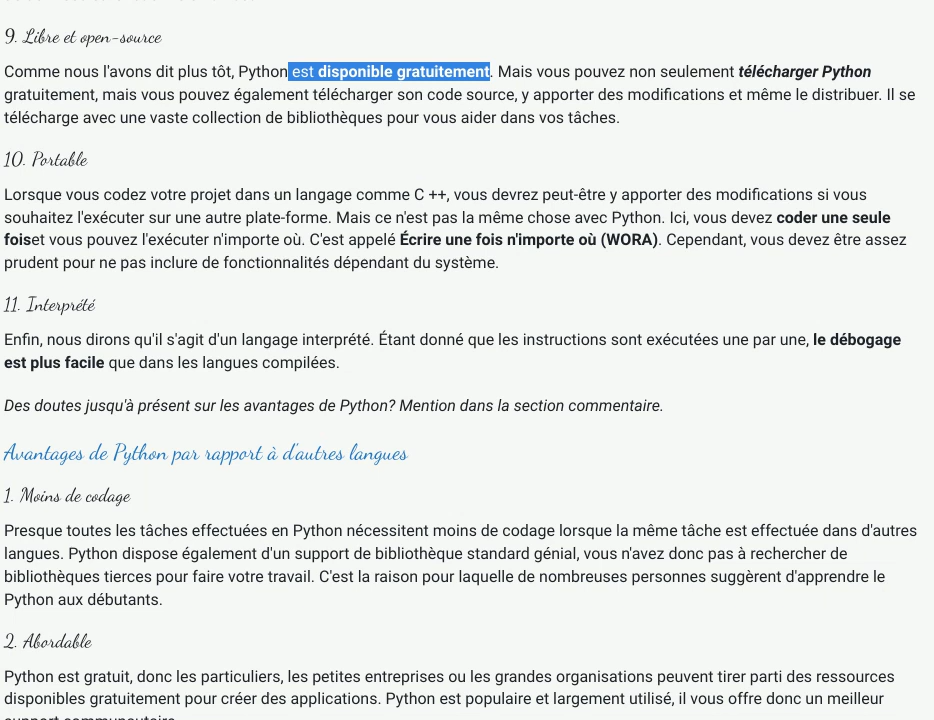 9. Libre et open-source
Comme nous l'avons dit plus tôt, Python est disponible gratuitement. Mais vous pouvez non seulement télécharger Python
gratuitement, mais vous pouvez également télécharger son code source, y apporter des modifications et même le distribuer. Il se
télécharge avec une vaste collection de bibliothèques pour vous aider dans vos tâches.
10. Portable
Lorsque vous codez votre projet dans un langage comme C ++, vous devrez peut-être y apporter des modifications si vous
souhaitez l'exécuter sur une autre plate-forme. Mais ce n'est pas la même chose avec Python. Ici, vous devez coder une seule
foiset vous pouvez l'exécuter n'importe où. C'est appelé Écrire une fois n'importe où (WORA). Cependant, vous devez être assez
prudent pour ne pas inclure de fonctionnalités dépendant du système.
11. Interprété
Enfin, nous dirons qu'il s'agit d'un langage interprété. Étant donné que les instructions sont exécutées une par une, le débogage
est plus facile que dans les langues compilées.
Des doutes jusqu'à présent sur les avantages de Python? Mention dans la section commentaire.
Avantages de Python par rapport à d'autres langues
1. Moins de codage
Presque toutes les tâches effectuées en Python nécessitent moins de codage lorsque la même tâche est effectuée dans d'autres
langues. Python dispose également d'un support de bibliothèque standard génial, vous n'avez donc pas à rechercher de
bibliothèques tierces pour faire votre travail. C'est la raison pour laquelle de nombreuses personnes suggèrent d'apprendre le
Python aux débutants.
2. Abordable
Python est gratuit, donc les particuliers, les petites entreprises ou les grandes organisations peuvent tirer parti des ressources
disponibles gratuitement pour créer des applications. Python est populaire et largement utilisé, il vous offre donc un meilleur